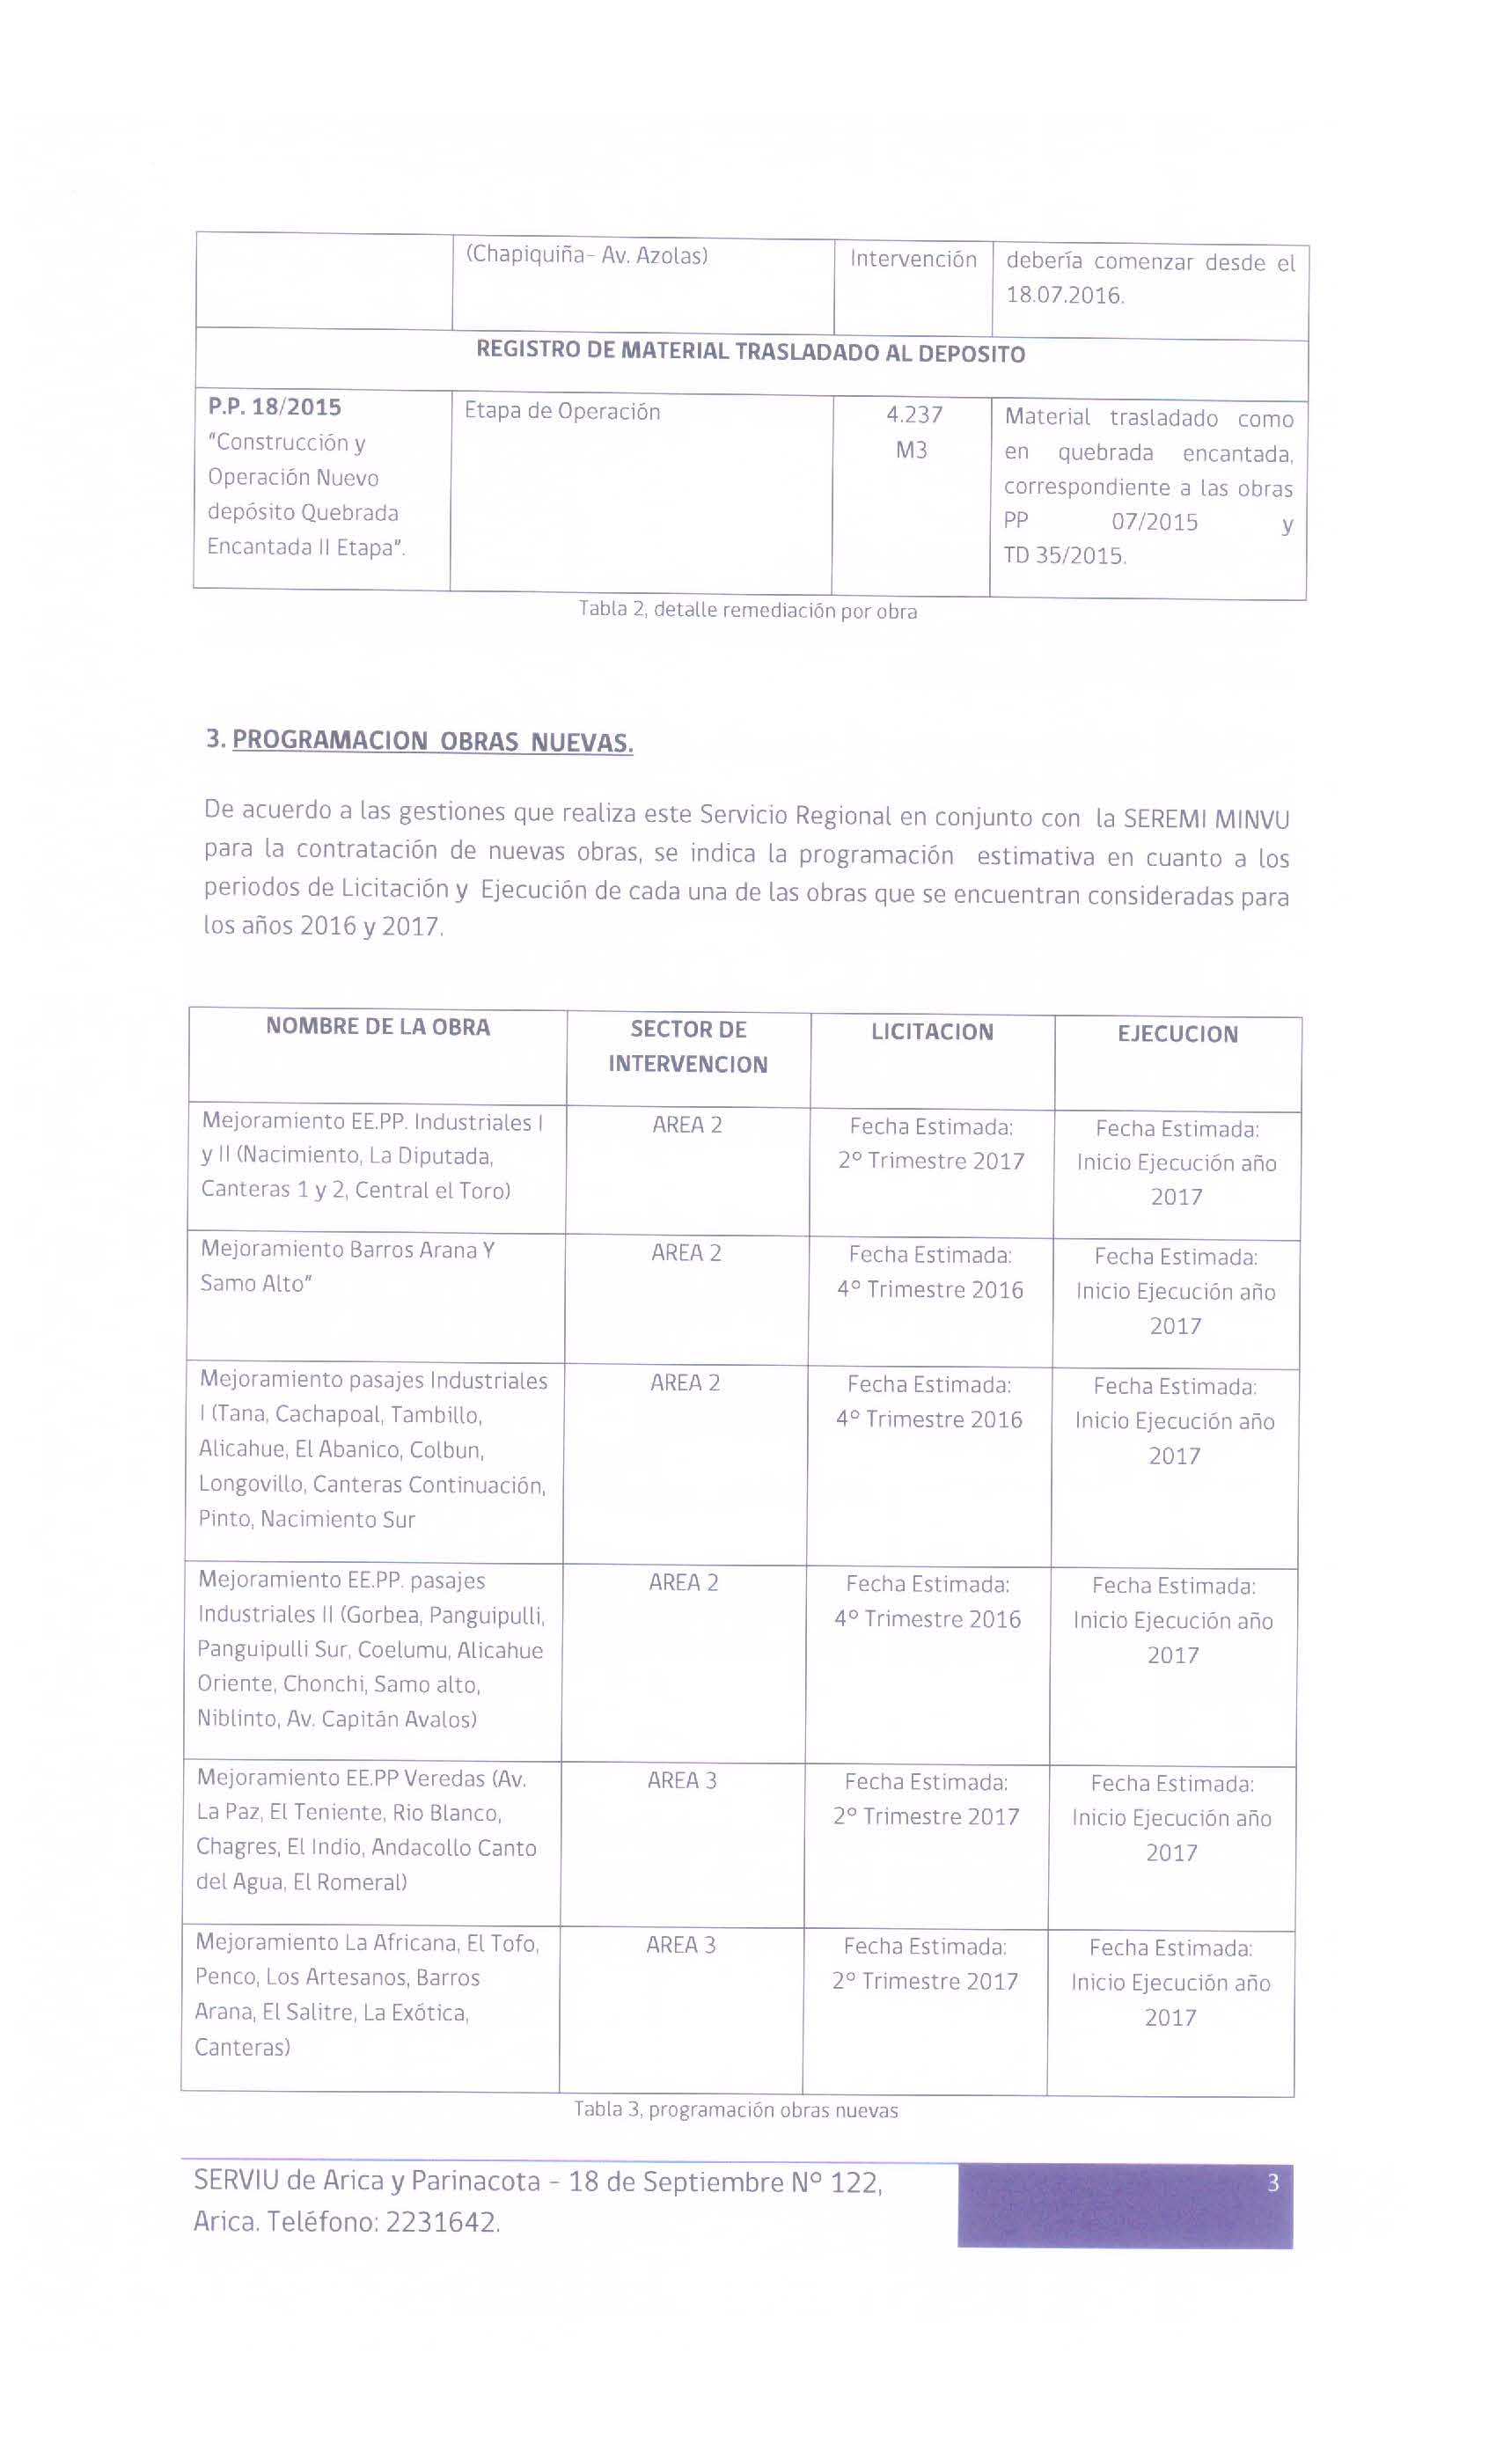 (Chapiquiña- Av. Azolas)
Intervención
debería comenzar desde el
18.07.2016.
REGISTRO DE MATERIAL TRASLADADO AL DEPOSITO
P.P. 18/2015
"Construcción y
Operación Nuevo
depósito Quebrada
Encantada II Etapa".
Etapa de Operación
4.237
M3
Material trasladado como
en quebrada encantada,
correspondiente a las obras
PP 07/2015 y
TD 35/2015.
Tabla 2, detalle remediación por obra
3. PROGRAMACION OBRAS NUEVAS.
De acuerdo a las gestiones que realiza este Servicio Regional en conjunto con la SEREMI MINVU
para la contratación de nuevas obras, se indica la programación estimativa en cuanto a los
periodos de Licitación y Ejecución de cada una de las obras que se encuentran consideradas para
los años 2016 y 2017.
NOMBRE DE LA OBRA
SECTOR DE
INTERVENCION
LICITACION
EJECUCION
Mejoramiento EE.PP. Industriales I
y II (Nacimiento, La Diputada,
Canteras 1 y 2, Central el Toro)
AREA 2
Fecha Estimada:
2º Trimestre 2017
Fecha Estimada:
Inicio Ejecución año
2017
Mejoramiento Barros Arana Y
Samo Alto"
AREA 2
Fecha Estimada:
4º Trimestre 2016
Fecha Estimada:
Inicio Ejecución año
2017
Mejoramiento pasajes Industriales
I (Tana, Cachapoal, Tambillo,
Alicahue, El Abanico, Colbun,
Longovillo, Canteras Continuación,
Pinto, Nacimiento Sur
AREA 2
Fecha Estimada:
4º Trimestre 2016
Fecha Estimada:
Inicio Ejecución año
2017
Mejoramiento EE.PP. pasajes
Industriales II (Gorbea, Panguipulli,
Panguipulli Sur, Coelumu, Alicahue
Oriente, Chonchi, Samo alto,
Niblinto, Av. Capitán Avalos)
AREA 2
Fecha Estimada:
4º Trimestre 2016
Fecha Estimada:
Inicio Ejecución año
2017
Mejoramiento EE.PP Veredas (Av.
La Paz, El Teniente, Rio Blanco,
Chagres, El Indio, Andacollo Canto
del Agua, El Romeral)
AREA 3
Fecha Estimada:
2º Trimestre 2017
Fecha Estimada:
Inicio Ejecución año
2017
Mejoramiento La Africana, El Tofo,
Penco, Los Artesanos, Barros
Arana, El Salitre, La Exótica,
Canteras)
AREA 3
Fecha Estimada:
2º Trimestre 2017
Fecha Estimada:
Inicio Ejecución año
2017
Tabla 3, programación obras nuevas
SERVIU de Arica y Parinacota – 18 de Septiembre Nº 122,
Arica. Teléfono: 2231642.
3